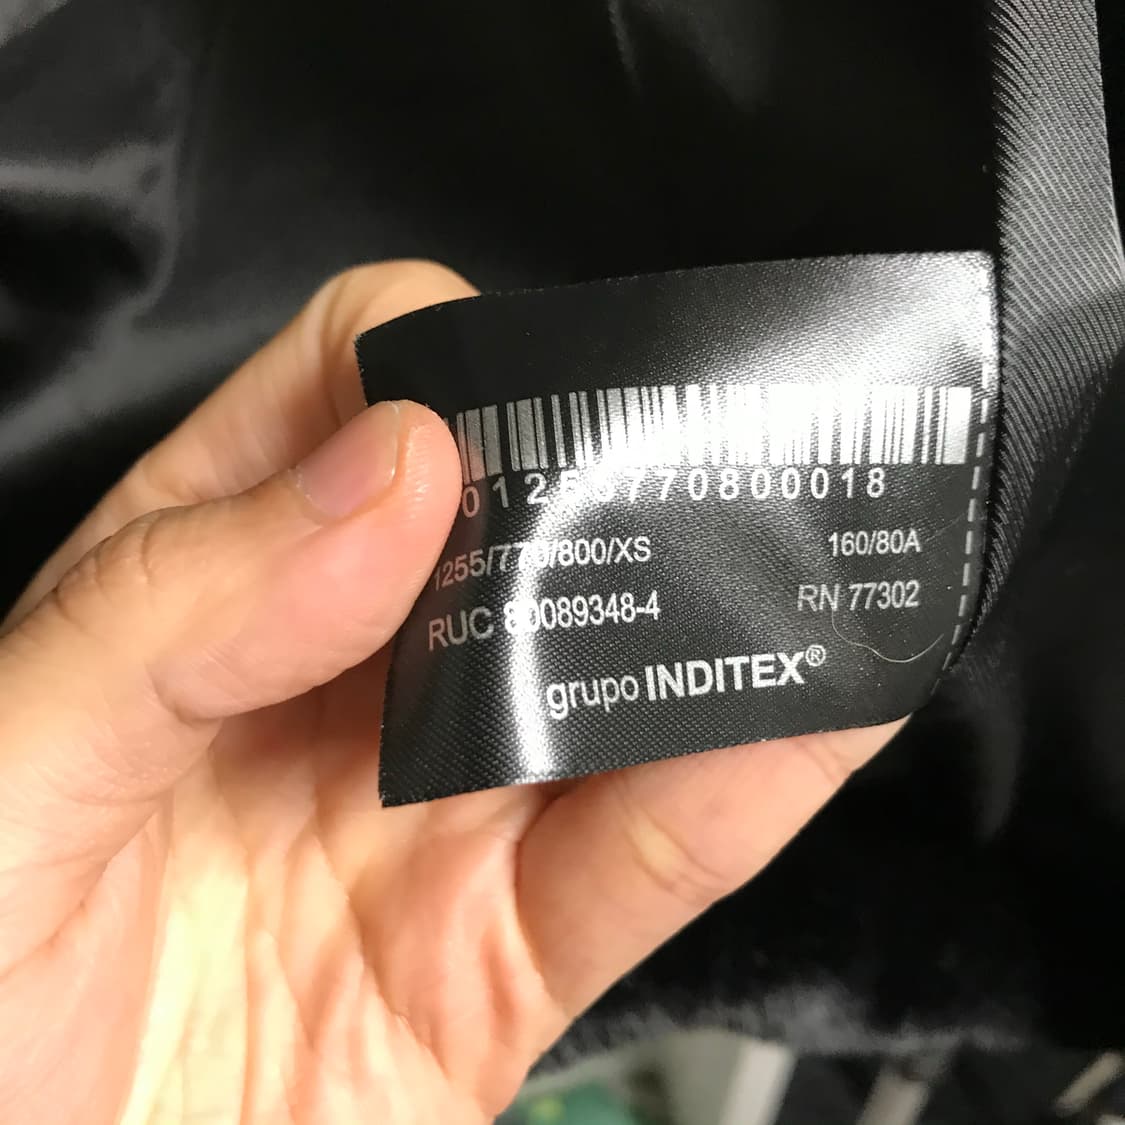 01255770800018
1255/770/800/XS 160/80A
RUC 80089348-4 RN 77302
grupo INDITEX®